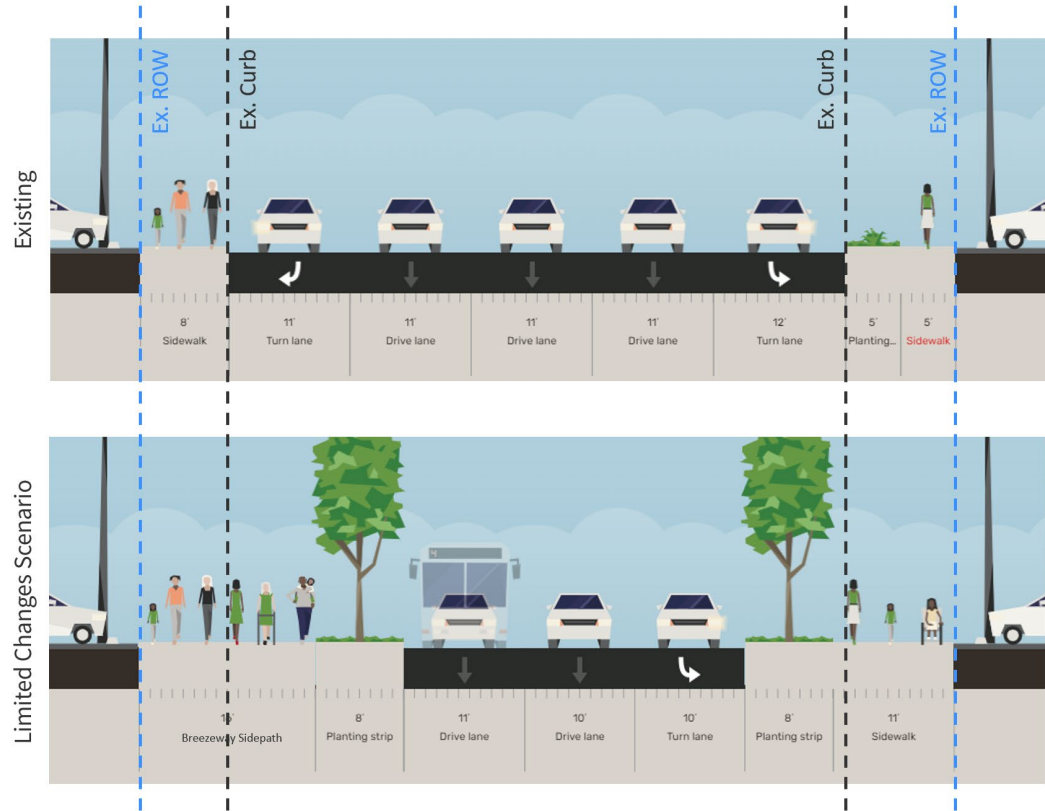 Existing
Ex. ROW
Ex. Curb
Ex. Curb
Ex. ROW
8'
Sidewalk
11'
Turn lane
11'
Drive lane
11'
Drive lane
11'
Drive lane
12'
Turn lane
5'
Planting...
5'
Sidewalk
Limited Changes Scenario
16'
Breezeway Sidepath
8'
Planting strip
11'
Drive lane
10'
Drive lane
10'
Turn lane
8'
Planting strip
11'
Sidewalk